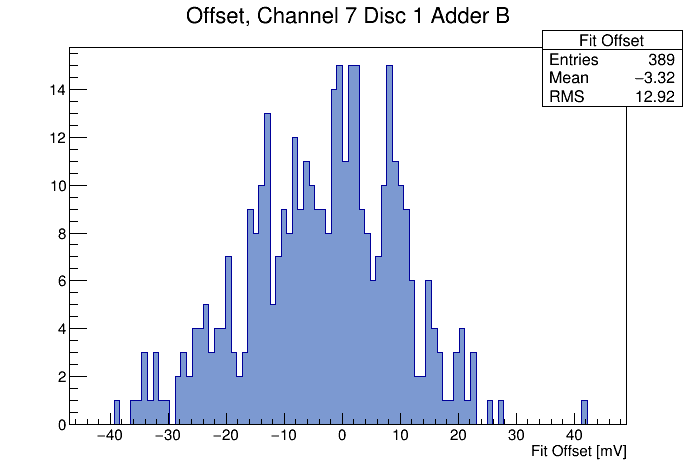 Offset, Channel 7 Disc 1 Adder B
Fit Offset
Entries 389
Mean −3.32
RMS 12.92
14
12
10
8
6
4
2
0
−40 −30 −20 −10 0 10 20 30 40
Fit Offset [mV]